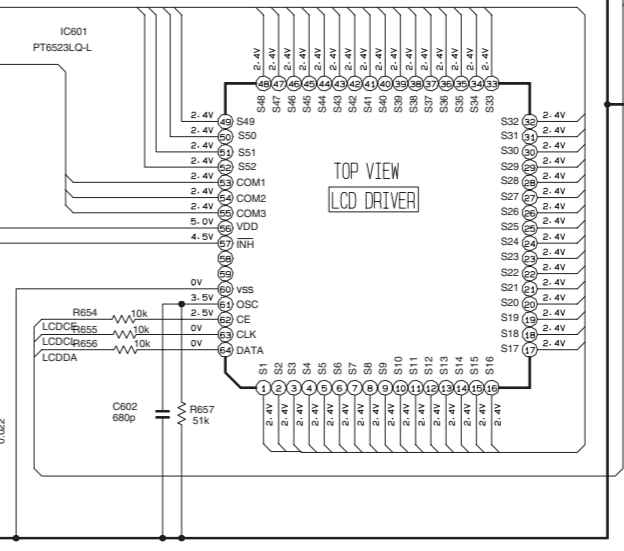 IC601
PT6523LQ-L
2.4V 2.4V 2.4V 2.4V 2.4V 2.4V 2.4V 2.4V 2.4V 2.4V 2.4V 2.4V 2.4V 2.4V 2.4V 2.4V
48 47 46 45 44 43 42 41 40 39 38 37 36 35 34 33
S48 S47 S46 S45 S44 S43 S42 S41 S40 S39 S38 S37 S36 S35 S34 S33
2.4V 49 S49
2.4V 50 S50
2.4V 51 S51
2.4V 52 S52
2.4V 53 COM1
2.4V 54 COM2
2.4V 55 COM3
5.0V 56 VDD
4.5V 57 INH
58
59
0V 60 VSS
3.5V 61 OSC
2.5V 62 CE
0V 63 CLK
0V 64 DATA
TOP VIEW
LCD DRIVER
S32 32 2.4V
S31 31 2.4V
S30 30 2.4V
S29 29 2.4V
S28 28 2.4V
S27 27 2.4V
S26 26 2.4V
S25 25 2.4V
S24 24 2.4V
S23 23 2.4V
S22 22 2.4V
S21 21 2.4V
S20 20 2.4V
S19 19 2.4V
S18 18 2.4V
S17 17 2.4V
R654 10k
LCDCE
R655 10k
LCDCL
R656 10k
LCDDA
S1 S2 S3 S4 S5 S6 S7 S8 S9 S10 S11 S12 S13 S14 S15 S16
1 2 3 4 5 6 7 8 9 10 11 12 13 14 15 16
2.4V 2.4V 2.4V 2.4V 2.4V 2.4V 2.4V 2.4V 2.4V 2.4V 2.4V 2.4V 2.4V 2.4V 2.4V 2.4V
C602
680p
R657
51k
0.022